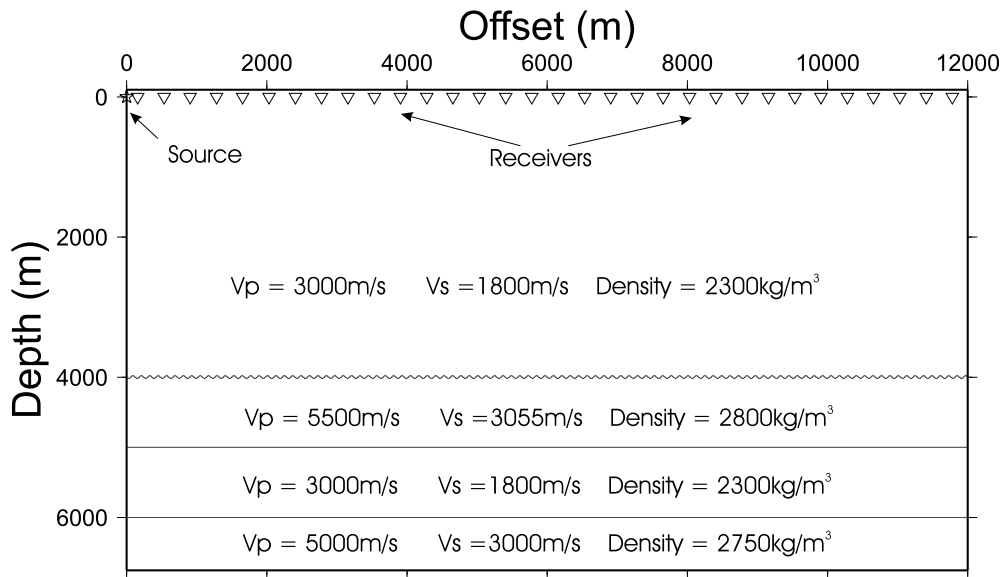 Offset (m)
0 2000 4000 6000 8000 10000 12000
0
Source
Receivers
2000
Depth (m)
Vp = 3000m/s Vs =1800m/s Density = 2300kg/m³
4000
Vp = 5500m/s Vs =3055m/s Density = 2800kg/m³
Vp = 3000m/s Vs =1800m/s Density = 2300kg/m³
6000
Vp = 5000m/s Vs =3000m/s Density = 2750kg/m³